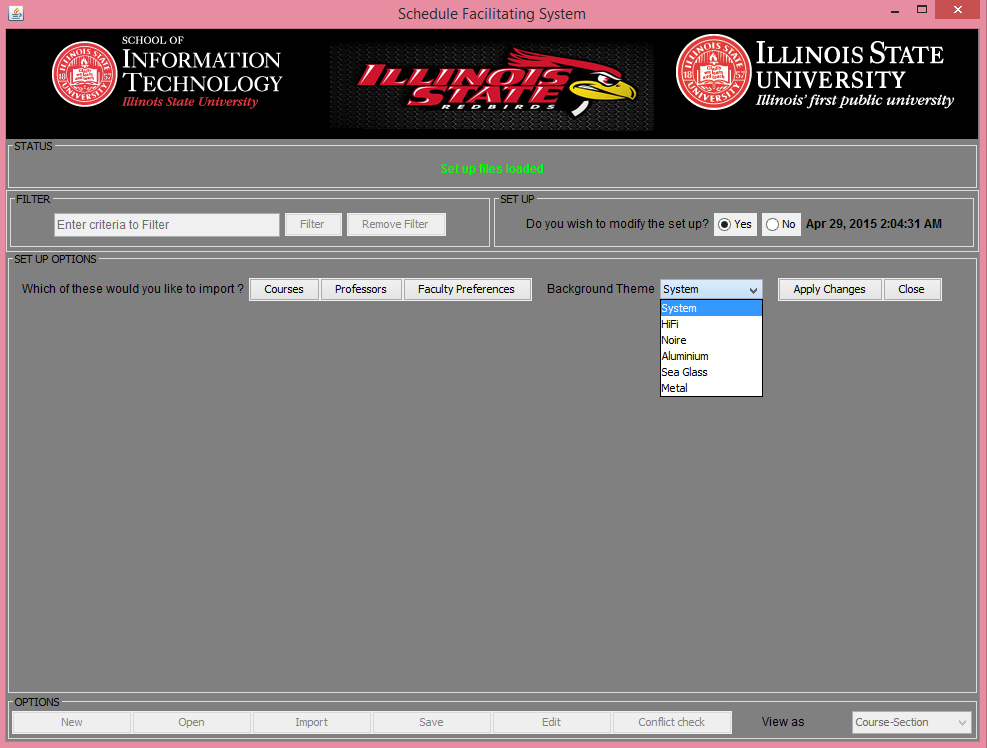 Schedule Facilitating System
SCHOOL OF
INFORMATION
TECHNOLOGY
Illinois State University
ILLINOIS
STATE
REDBIRDS
ILLINOIS STATE
UNIVERSITY
Illinois' first public university
STATUS
Set up files loaded
FILTER
Enter criteria to Filter
Filter
Remove Filter
SET UP
Do you wish to modify the set up? Yes No Apr 29, 2015 2:04:31 AM
SET UP OPTIONS
Which of these would you like to import ? Courses Professors Faculty Preferences Background Theme System Apply Changes Close
System
HiFi
Noire
Aluminium
Sea Glass
Metal
OPTIONS
New Open Import Save Edit Conflict check View as Course-Section